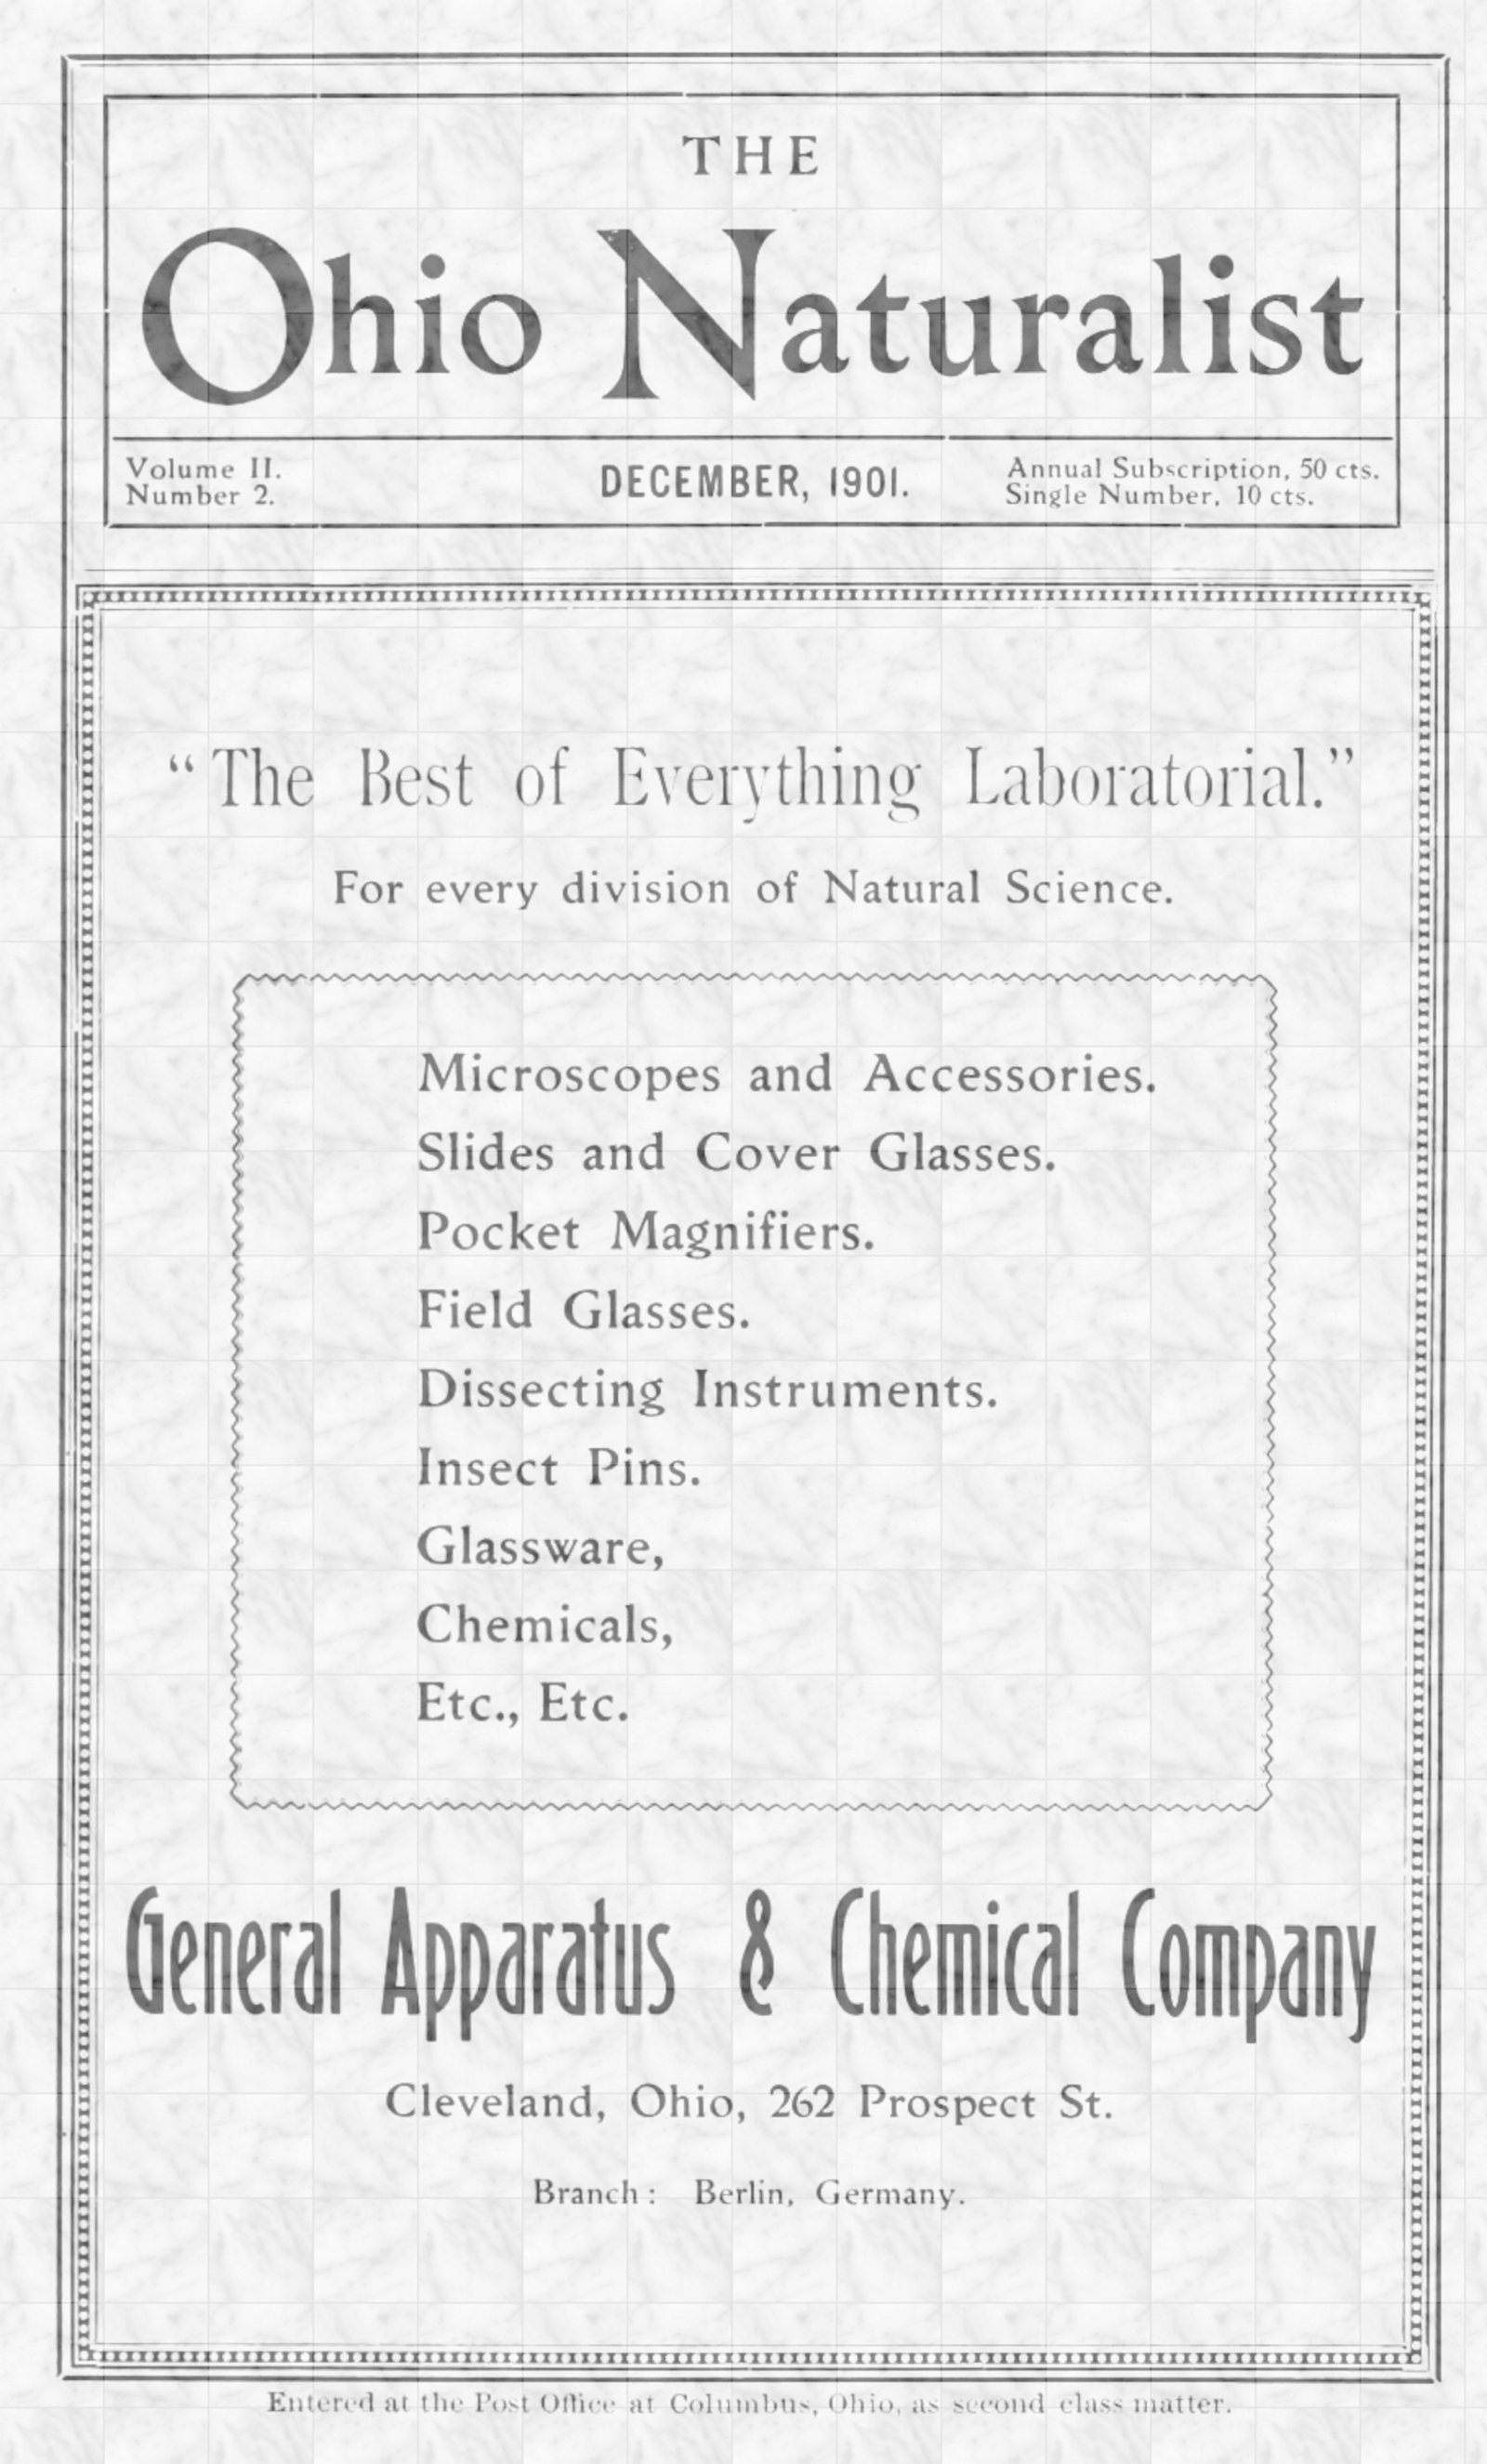 THE
Ohio Naturalist
Volume II.
Number 2.
DECEMBER, 1901.
Annual Subscription, 50 cts.
Single Number, 10 cts.
“The Best of Everything Laboratorial.”
For every division of Natural Science.
Microscopes and Accessories.
Slides and Cover Glasses.
Pocket Magnifiers.
Field Glasses.
Dissecting Instruments.
Insect Pins.
Glassware,
Chemicals,
Etc., Etc.
General Apparatus & Chemical Company
Cleveland, Ohio, 262 Prospect St.
Branch: Berlin, Germany.
Entered at the Post Office at Columbus, Ohio, as second class matter.